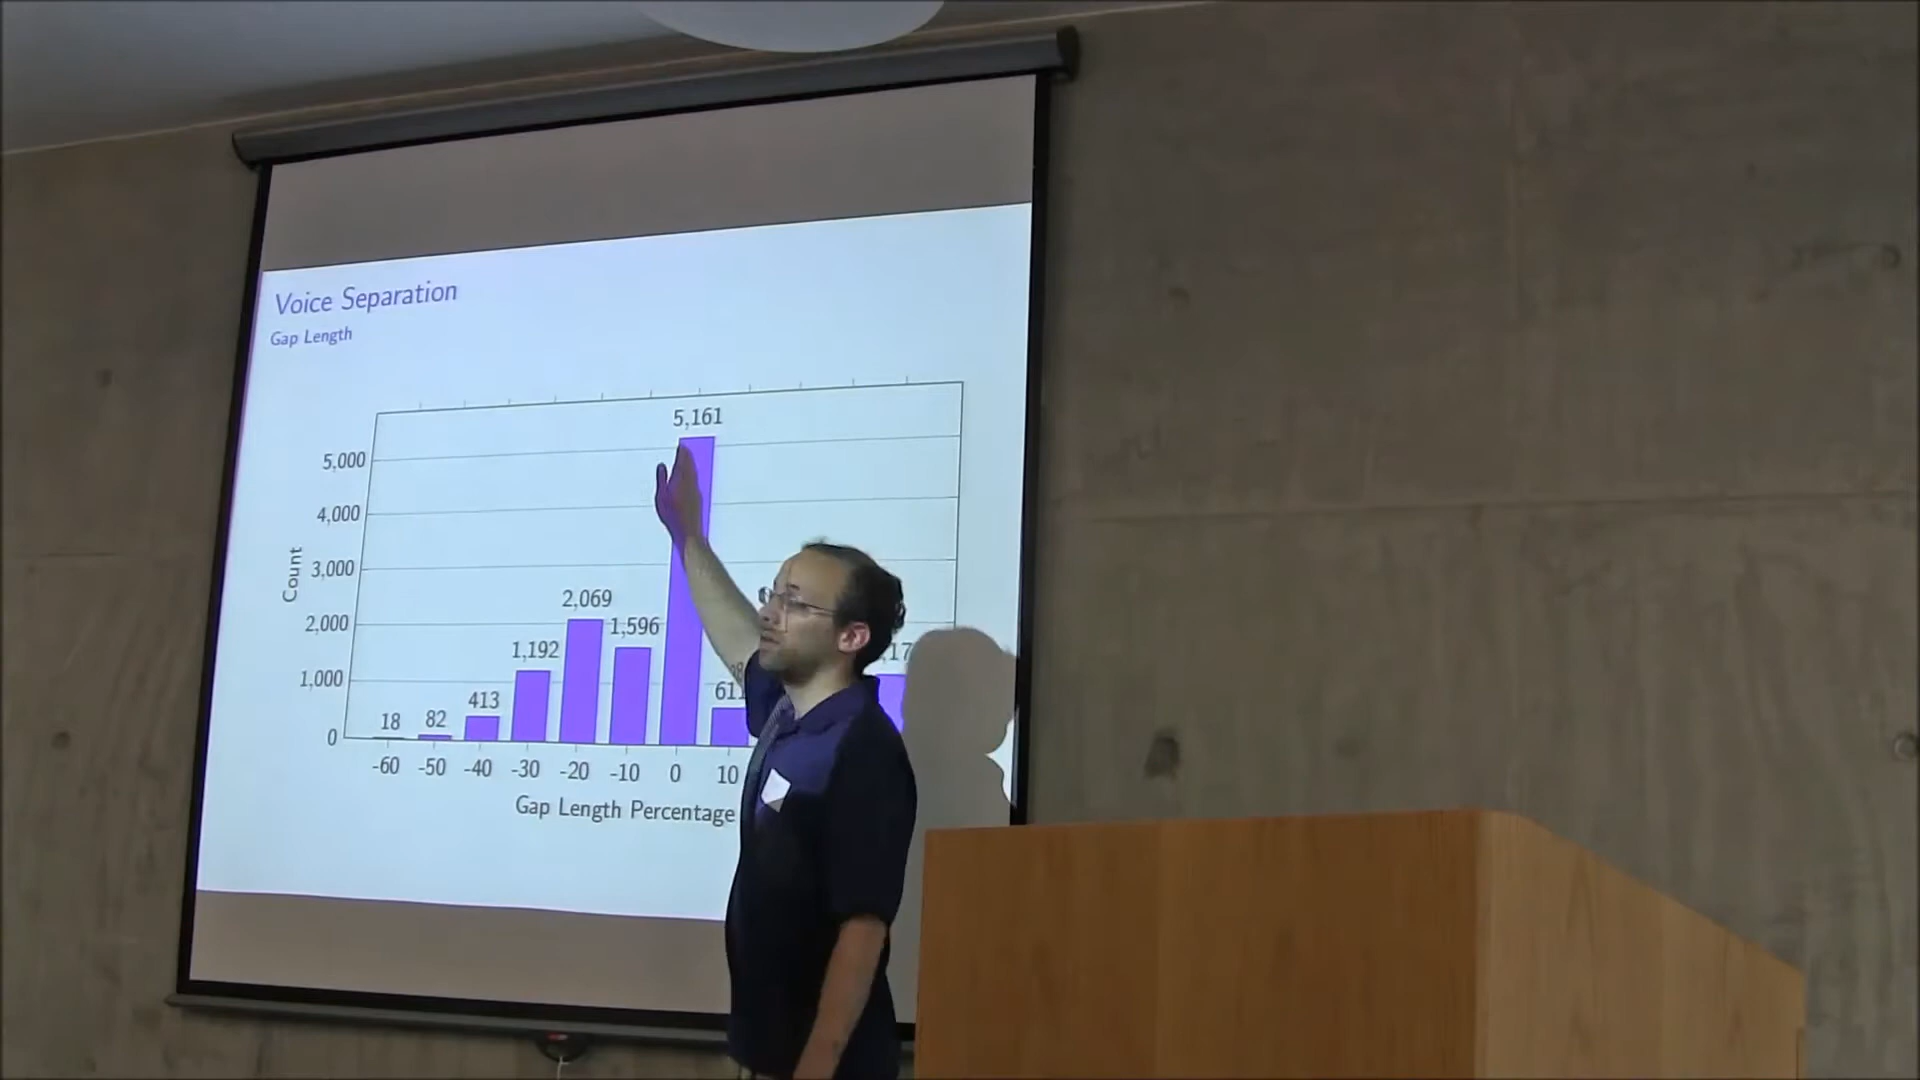 Voice Separation
Gap Length
5,161
5,000
4,000
3,000
2,069
2,000
1,596
1,192
1,000
611
413
82
18
0
Count
-60 -50 -40 -30 -20 -10 0 10
Gap Length Percentage